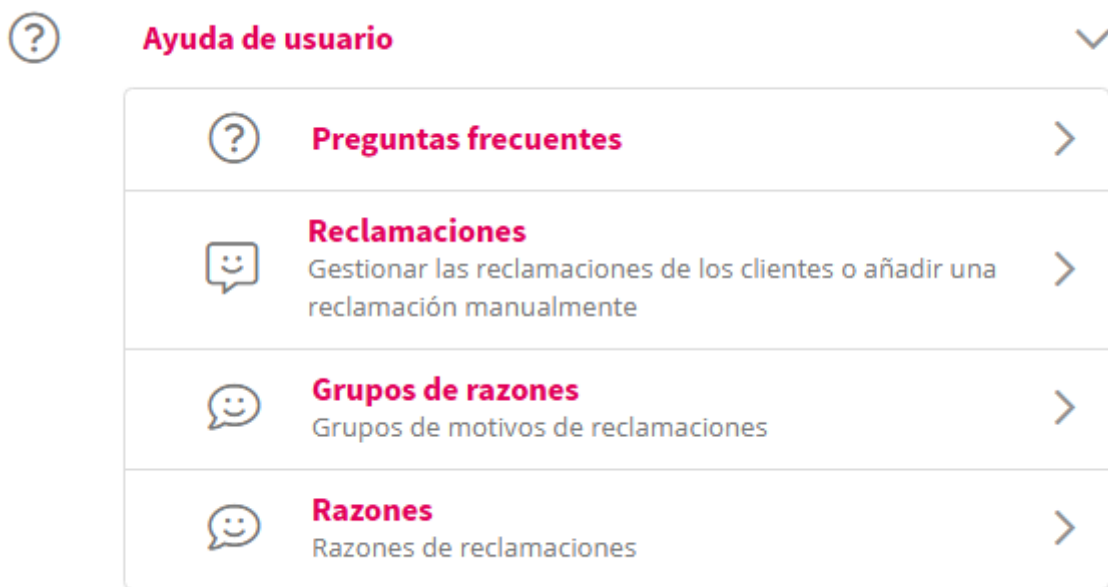 Ayuda de usuario
Preguntas frecuentes
Reclamaciones
Gestionar las reclamaciones de los clientes o añadir una
reclamación manualmente
Grupos de razones
Grupos de motivos de reclamaciones
Razones
Razones de reclamaciones